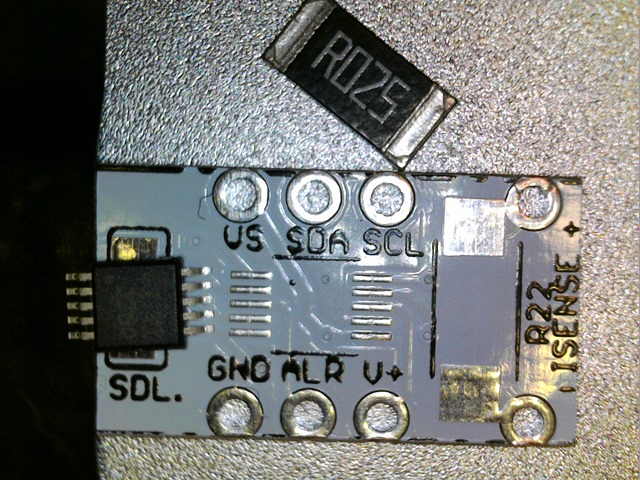 R025
VS SDA SCL
GND ALR V+
SDL.
R22
- ISENSE +